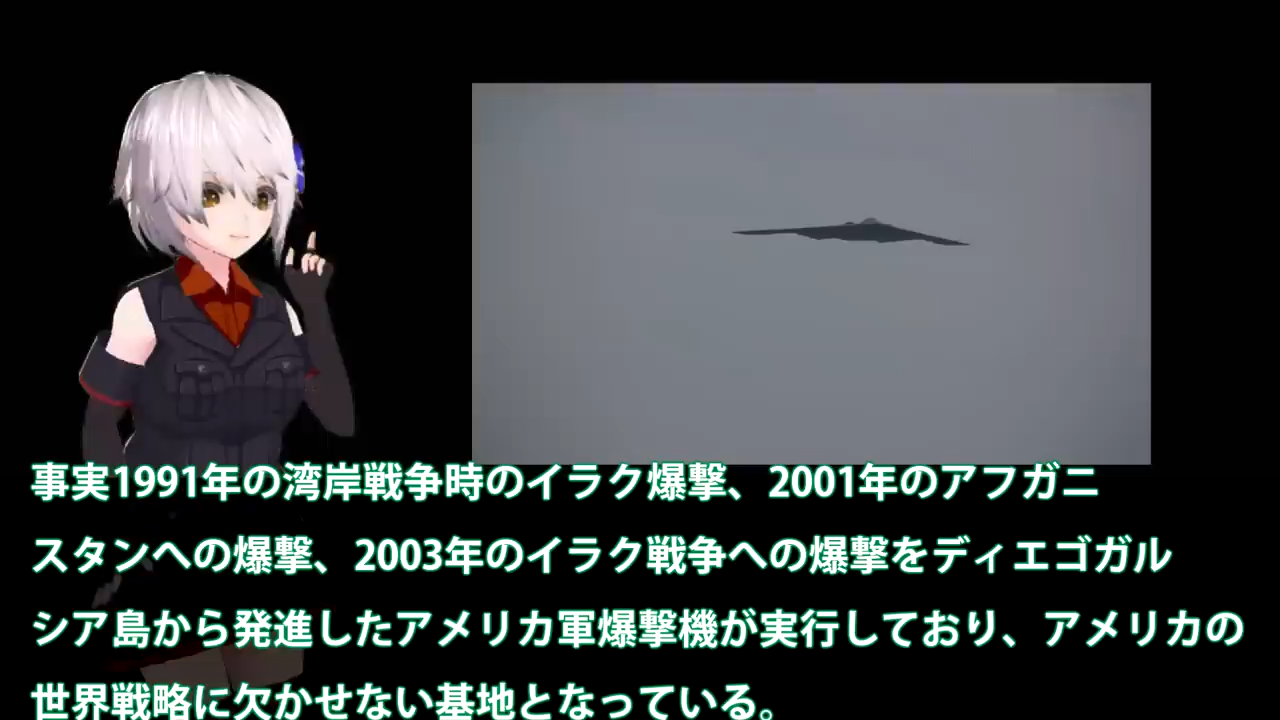 事実1991年の湾岸戦争時のイラク爆撃、2001年のアフガニ
スタンへの爆撃、2003年のイラク戦争への爆撃をディエゴガル
シア島から発進したアメリカ軍爆撃機が実行しており、アメリカの
世界戦略に欠かせない基地となっている。